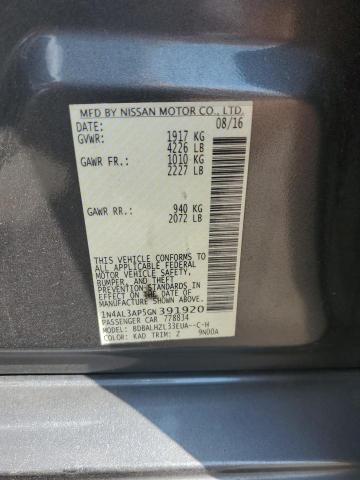 MFD BY NISSAN MOTOR CO., LTD.
DATE: 08/16
GVWR: 1917 KG
4226 LB
GAWR FR.: 1010 KG
2227 LB
GAWR RR.: 940 KG
2072 LB
THIS VEHICLE CONFORMS TO
ALL APPLICABLE FEDERAL
MOTOR VEHICLE SAFETY,
BUMPER, AND THEFT
PREVENTION STANDARDS
IN EFFECT ON THE DATE OF
MANUFACTURE SHOWN ABOVE.
1N4AL3AP5GN391920
PASSENGER CAR 778834
MODEL: BDBALHZL33EUA--C-H
COLOR: KAD TRIM: Z 9N00A